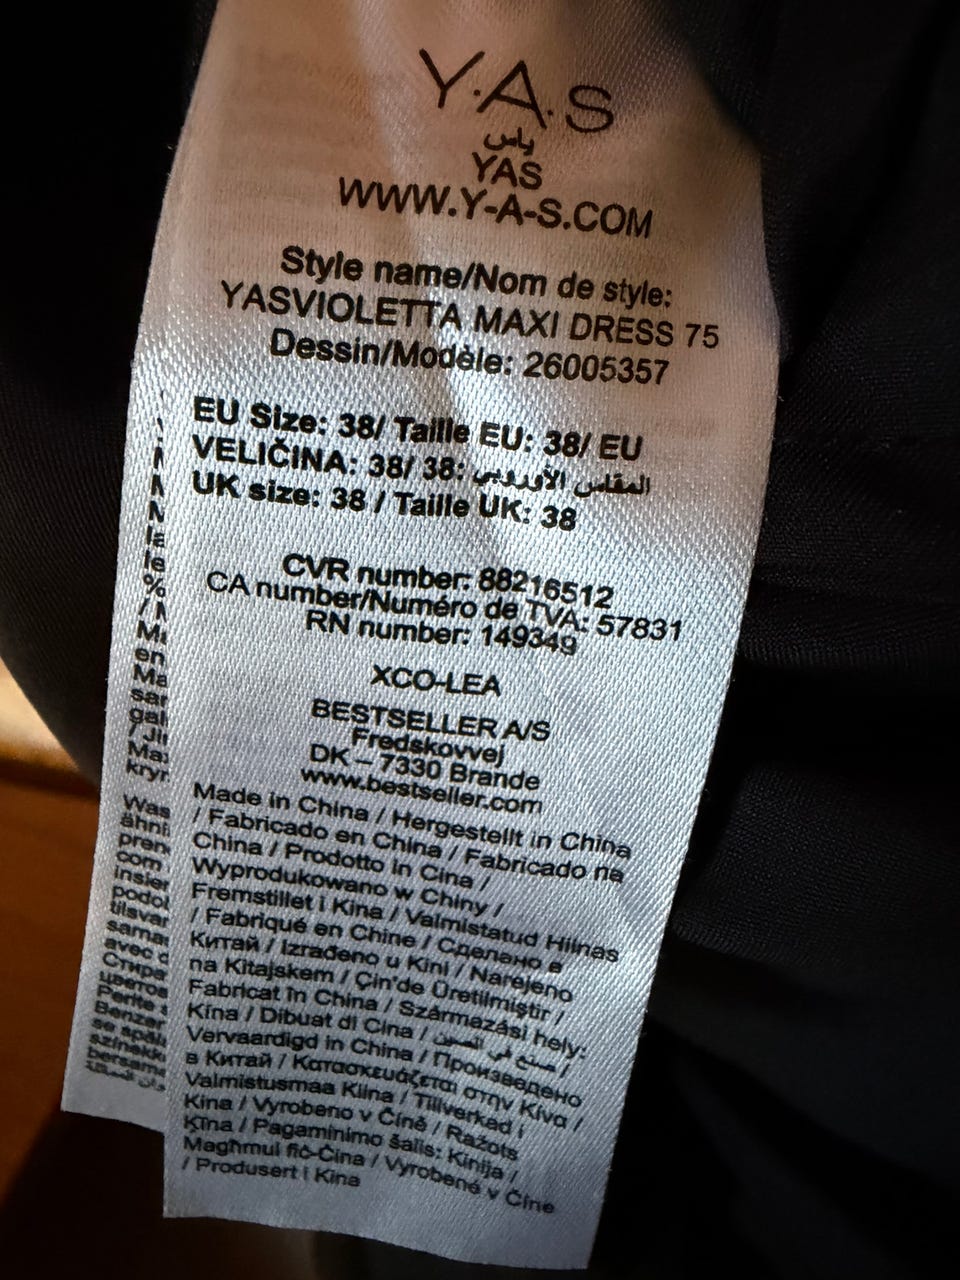 Y.A.S
ياس
YAS
WWW.Y-A-S.COM
Style name/Nom de style:
YASVIOLETTA MAXI DRESS 75
Dessin/Modèle: 26005357
EU Size: 38/ Taille EU: 38/ EU
VELIČINA: 38/ 38: المقاس الأوروبي
UK size: 38 / Taille UK: 38
CVR number: 88216512
CA number/Numéro de TVA: 57831
RN number: 149349
XCO-LEA
BESTSELLER A/S
Fredskovvej
DK – 7330 Brande
www.bestseller.com
Made in China / Hergestellt in China
/ Fabricado en China / Fabricado na
China / Prodotto in Cina /
Wyprodukowano w Chiny /
Fremstillet i Kina / Valmistatud Hiinas
/ Fabriqué en Chine / Сделано в
Китай / Izrađeno u Kini / Narejeno
na Kitajskem / Çin'de Üretilmiştir /
Fabricat în China / Származási hely:
Kína / Dibuat di Cina / صنع في الصين /
Vervaardigd in China / Произведено
в Китай / Κατασκευάζεται στην Κίνα /
Valmistusmaa Kiina / Tillverkad i
Kina / Vyrobeno v Číně / Ražots
Ķīna / Pagaminimo šalis: Kinija /
Magħmul fiċ-Ċina / Vyrobené v Číne
/ Produsert i Kina